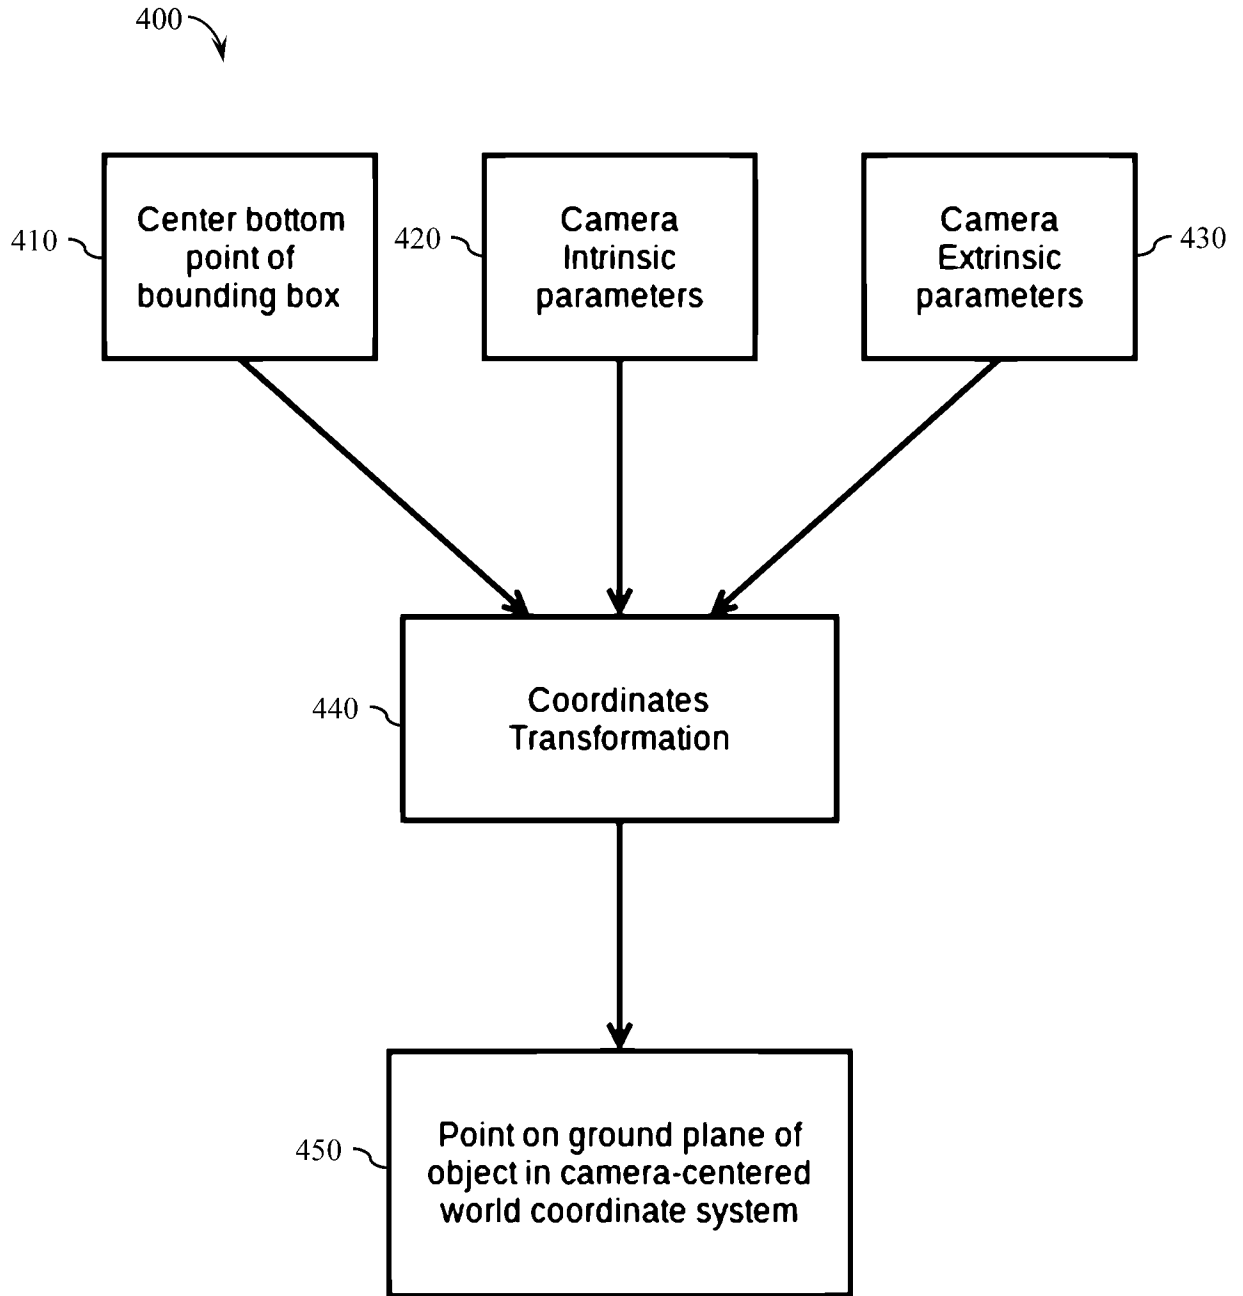 400
410
Center bottom
point of
bounding box
420
Camera
Intrinsic
parameters
Camera
Extrinsic
parameters
430
440
Coordinates
Transformation
450
Point on ground plane of
object in camera-centered
world coordinate system